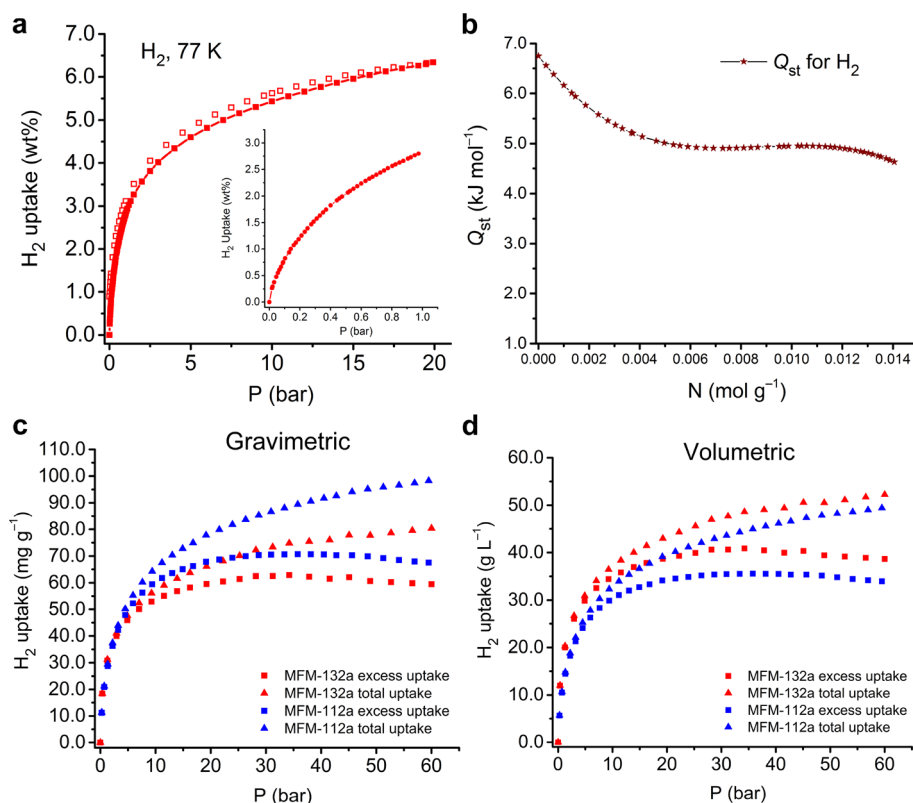 a
H₂, 77 K
7.0
6.0
5.0
4.0
3.0
2.0
1.0
0.0
H₂ uptake (wt%)
0 5 10 15 20
P (bar)
3.0
2.5
2.0
1.5
1.0
0.5
0.0
H₂ Uptake (wt%)
0.0 0.2 0.4 0.6 0.8 1.0
P (bar)
b
Qst for H₂
7.0
6.0
5.0
4.0
3.0
2.0
1.0
Qst (kJ mol⁻¹)
0.000 0.002 0.004 0.006 0.008 0.010 0.012 0.014
N (mol g⁻¹)
c
Gravimetric
110.0
100.0
90.0
80.0
70.0
60.0
50.0
40.0
30.0
20.0
10.0
0.0
H₂ uptake (mg g⁻¹)
MFM-132a excess uptake
MFM-132a total uptake
MFM-112a excess uptake
MFM-112a total uptake
0 10 20 30 40 50 60
P (bar)
d
Volumetric
60.0
50.0
40.0
30.0
20.0
10.0
0.0
H₂ uptake (g L⁻¹)
MFM-132a excess uptake
MFM-132a total uptake
MFM-112a excess uptake
MFM-112a total uptake
0 10 20 30 40 50 60
P (bar)